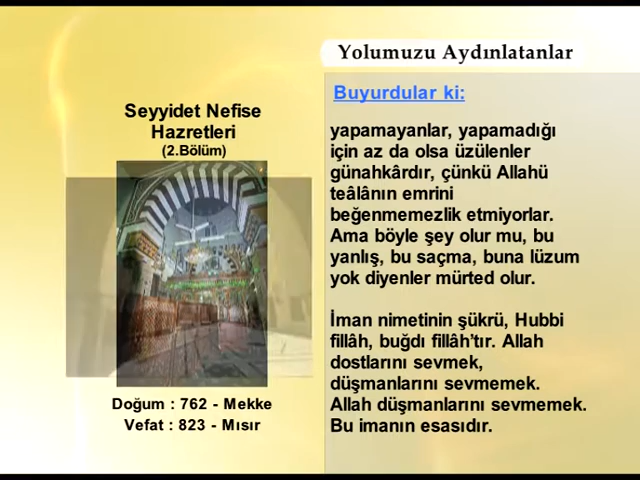 Yolumuzu Aydınlatanlar
Seyyidet Nefise
Hazretleri
(2.Bölüm)
Doğum : 762 - Mekke
Vefat : 823 - Mısır
Buyurdular ki:
yapamayanlar, yapamadığı
için az da olsa üzülenler
günahkârdır, çünkü Allahü
teâlânın emrini
beğenmemezlik etmiyorlar.
Ama böyle şey olur mu, bu
yanlış, bu saçma, buna lüzum
yok diyenler mürted olur.
İman nimetinin şükrü, Hubbi
fillâh, buğdı fillâh’tır. Allah
dostlarını sevmek,
düşmanlarını sevmemek.
Allah düşmanlarını sevmemek.
Bu imanın esasıdır.